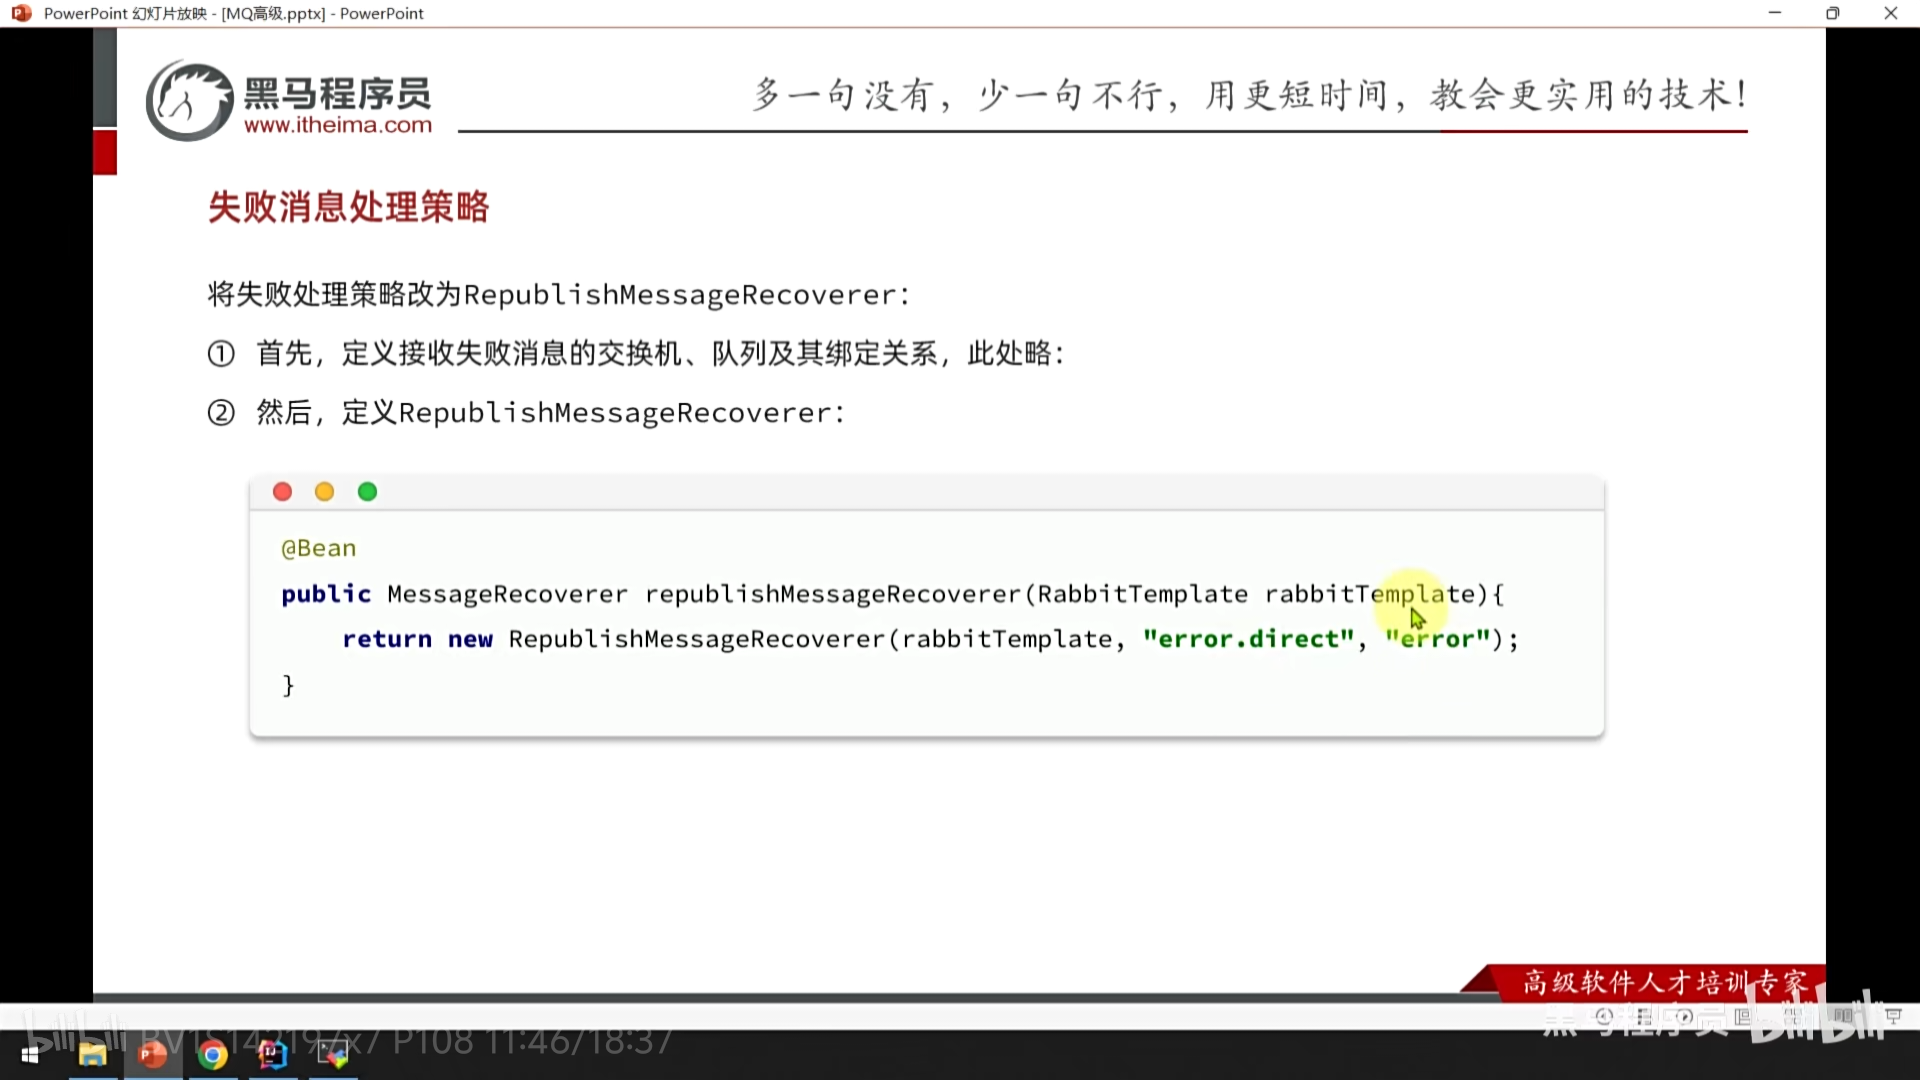 PowerPoint 幻灯片放映 - [MQ高级.pptx] - PowerPoint
黑马程序员
www.itheima.com
多一句没有，少一句不行，用更短时间，教会更实用的技术！
失败消息处理策略
将失败处理策略改为RepublishMessageRecoverer：
① 首先，定义接收失败消息的交换机、队列及其绑定关系，此处略：
② 然后，定义RepublishMessageRecoverer：
@Bean
public MessageRecoverer republishMessageRecoverer(RabbitTemplate rabbitTemplate){
return new RepublishMessageRecoverer(rabbitTemplate, "error.direct", "error");
}
高级软件人才培训专家
黑马程序员 bilibili
bilibili P108 11:46/18:37